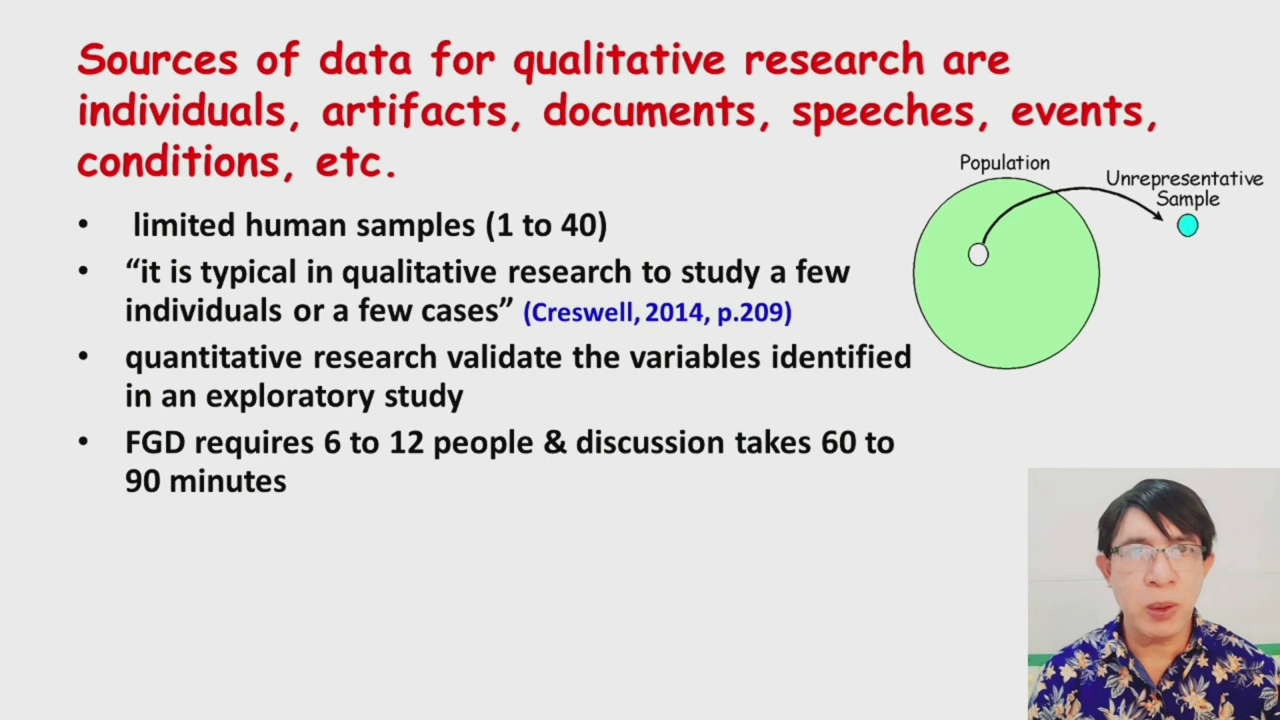 Sources of data for qualitative research are
individuals, artifacts, documents, speeches, events,
conditions, etc.
Population
Unrepresentative
Sample
• limited human samples (1 to 40)
• “it is typical in qualitative research to study a few
individuals or a few cases” (Creswell, 2014, p.209)
• quantitative research validate the variables identified
in an exploratory study
• FGD requires 6 to 12 people & discussion takes 60 to
90 minutes